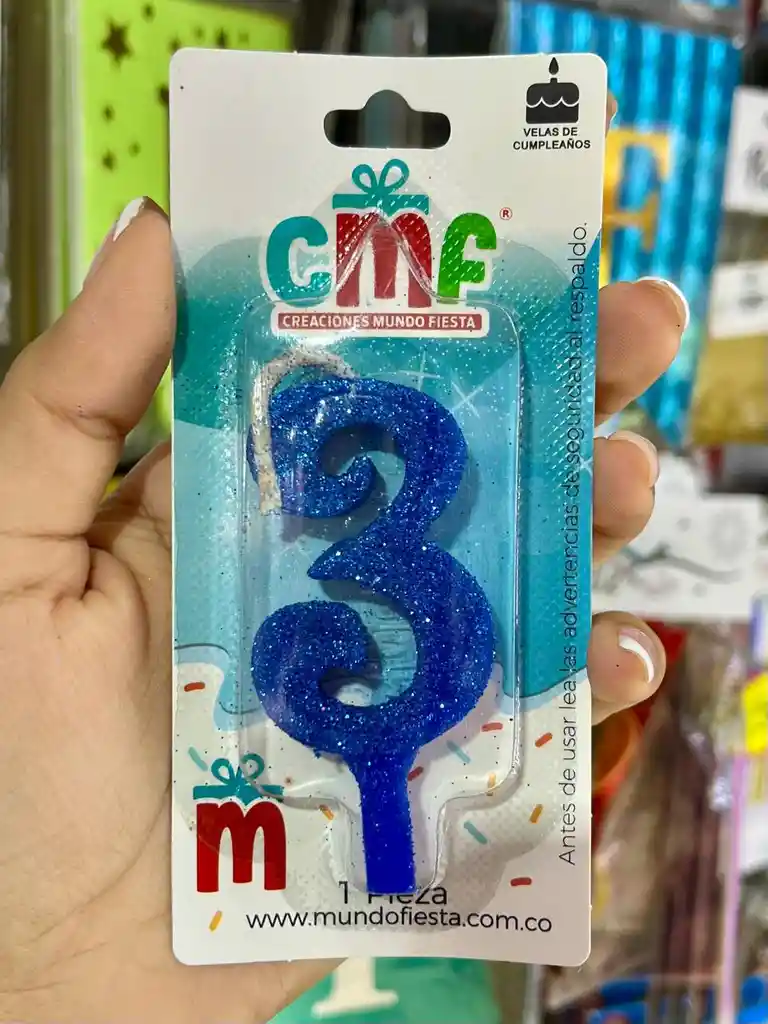 VELAS DE
CUMPLEAÑOS
cmf®
CREACIONES MUNDO FIESTA
Antes de usar lea las advertencias de seguridad al respaldo.
3
m
1 Pieza
www.mundofiesta.com.co
F